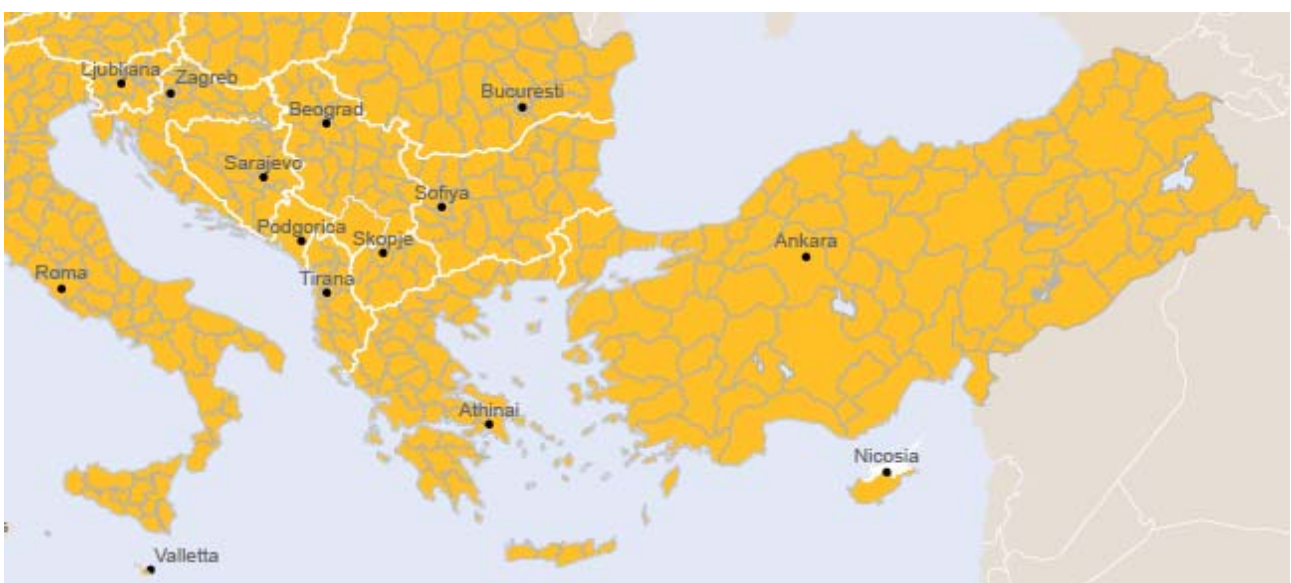 Ljubljana
Zagreb
Bucuresti
Beograd
Sarajevo
Sofiya
Podgorica
Skopje
Ankara
Roma
Tirana
Athinai
Nicosia
Valletta